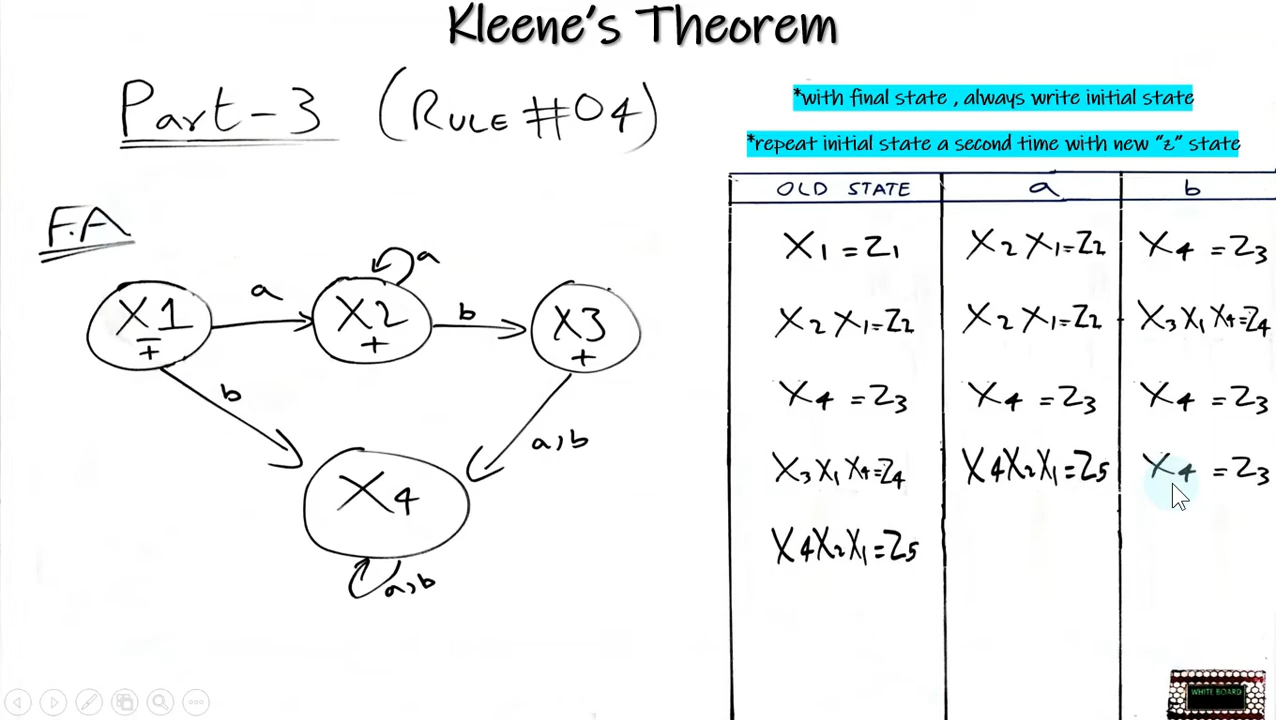 Kleene's Theorem
Part-3 (RULE #04)
*with final state , always write initial state
*repeat initial state a second time with new "z" state
F.A
X1
±
a
X2
+
a
b
X3
+
b
a,b
X4
a,b
OLD STATE a b
X1 = Z1 X2 X1 = Z2 X4 = Z3
X2 X1 = Z2 X2 X1 = Z2 X3 X1 X4 = Z4
X4 = Z3 X4 = Z3 X4 = Z3
X3 X1 X4 = Z4 X4 X2 X1 = Z5 X4 = Z3
X4 X2 X1 = Z5
WHITE BOARD